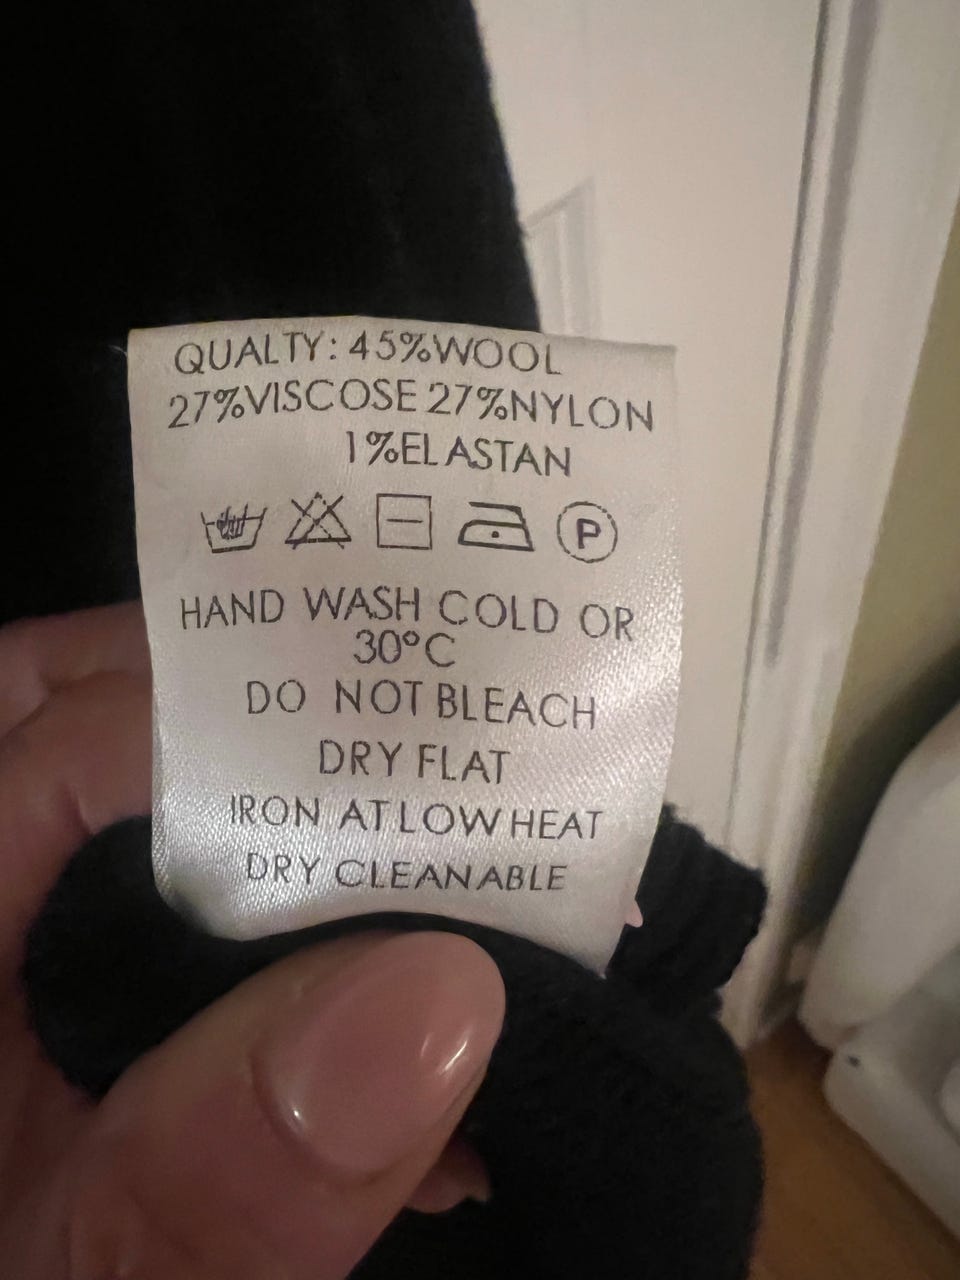 QUALTY: 45%WOOL
27%VISCOSE 27%NYLON
1%ELASTAN
P
HAND WASH COLD OR
30°C
DO NOT BLEACH
DRY FLAT
IRON AT LOW HEAT
DRY CLEANABLE